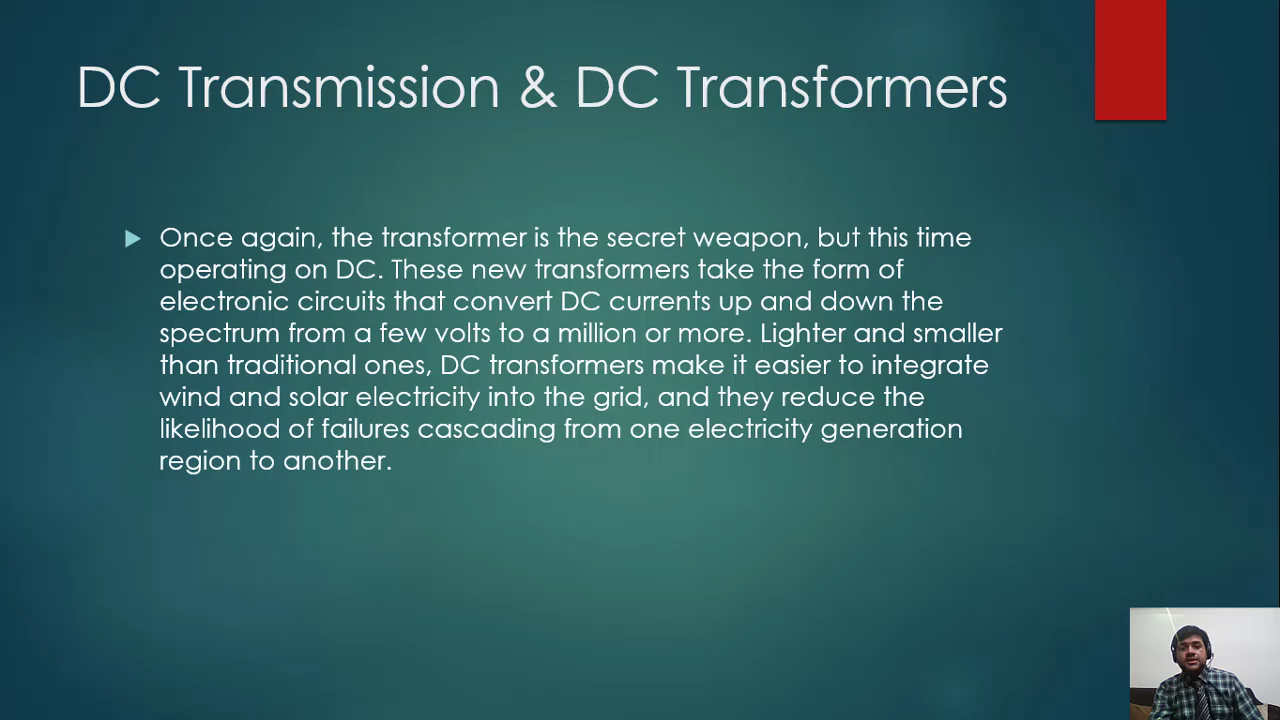 DC Transmission & DC Transformers
Once again, the transformer is the secret weapon, but this time
operating on DC. These new transformers take the form of
electronic circuits that convert DC currents up and down the
spectrum from a few volts to a million or more. Lighter and smaller
than traditional ones, DC transformers make it easier to integrate
wind and solar electricity into the grid, and they reduce the
likelihood of failures cascading from one electricity generation
region to another.